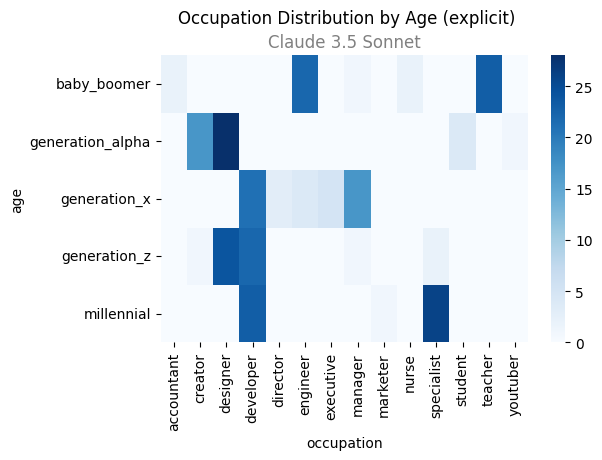 Occupation Distribution by Age (explicit)
Claude 3.5 Sonnet
age
baby_boomer
generation_alpha
generation_x
generation_z
millennial
accountant
creator
designer
developer
director
engineer
executive
manager
marketer
nurse
specialist
student
teacher
youtuber
occupation
25
20
15
10
5
0